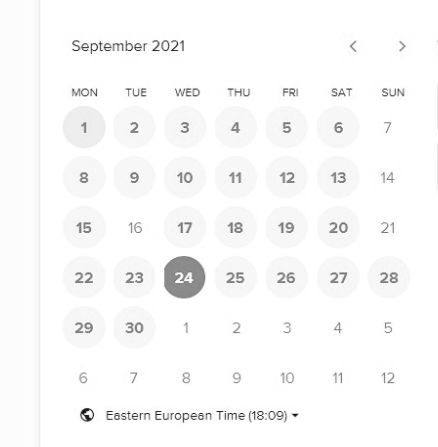 September 2021
MON TUE WED THU FRI SAT SUN
1 2 3 4 5 6 7
8 9 10 11 12 13 14
15 16 17 18 19 20 21
22 23 24 25 26 27 28
29 30 1 2 3 4 5
6 7 8 9 10 11 12
Eastern European Time (18:09)